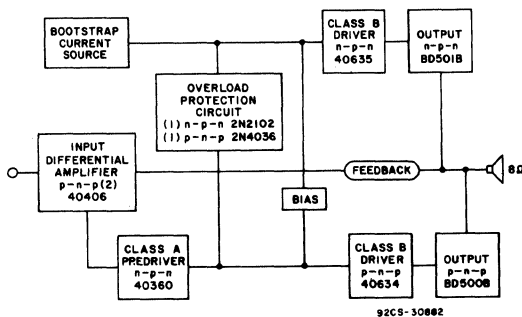 BOOTSTRAP
CURRENT
SOURCE
CLASS B
DRIVER
n-p-n
40635
OUTPUT
n-p-n
BD501B
OVERLOAD
PROTECTION
CIRCUIT
(1) n-p-n 2N2102
(1) p-n-p 2N4036
INPUT
DIFFERENTIAL
AMPLIFIER
p-n-p(2)
40406
FEEDBACK
8Ω
BIAS
CLASS A
PREDRIVER
n-p-n
40360
CLASS B
DRIVER
p-n-p
40634
OUTPUT
p-n-p
BD500B
92CS-30882